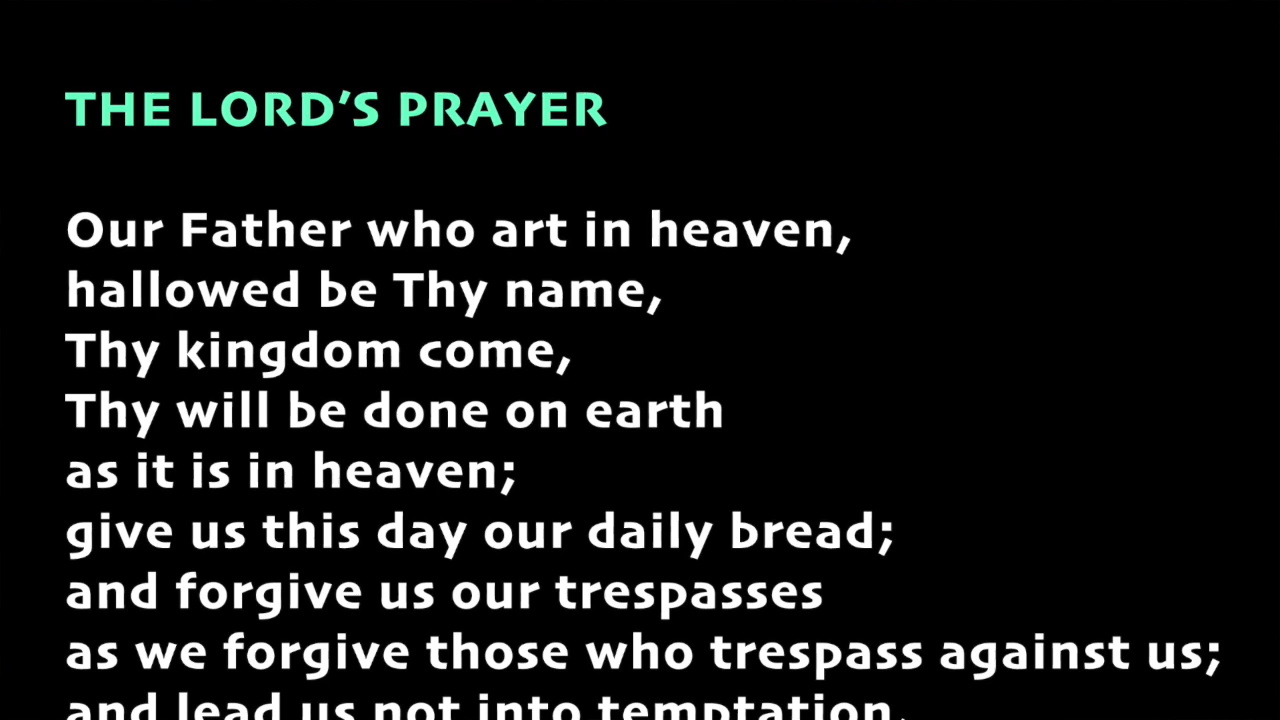 THE LORD’S PRAYER
Our Father who art in heaven,
hallowed be Thy name,
Thy kingdom come,
Thy will be done on earth
as it is in heaven;
give us this day our daily bread;
and forgive us our trespasses
as we forgive those who trespass against us;
and lead us not into temptation,